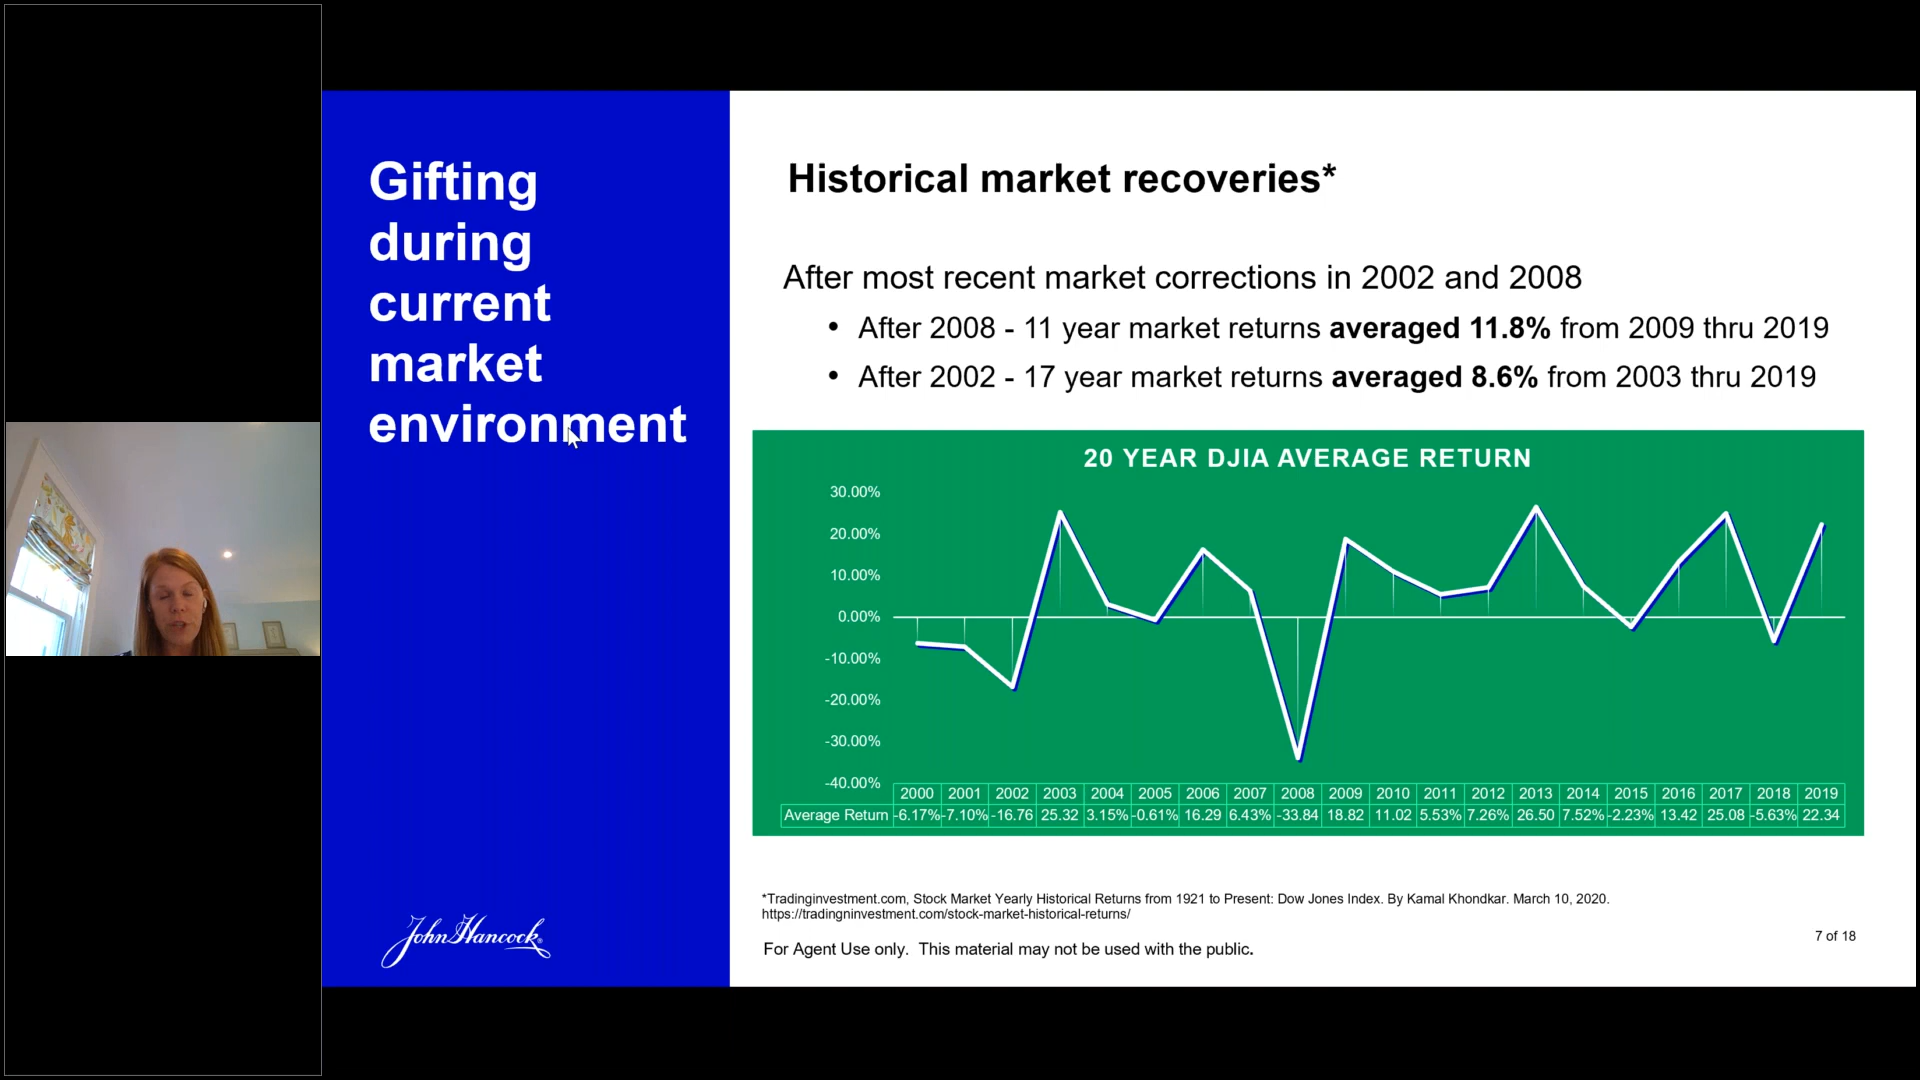 Gifting
during
current
market
environment
John Hancock®
Historical market recoveries*
After most recent market corrections in 2002 and 2008
• After 2008 - 11 year market returns averaged 11.8% from 2009 thru 2019
• After 2002 - 17 year market returns averaged 8.6% from 2003 thru 2019
20 YEAR DJIA AVERAGE RETURN
30.00%
20.00%
10.00%
0.00%
-10.00%
-20.00%
-30.00%
-40.00%
2000 2001 2002 2003 2004 2005 2006 2007 2008 2009 2010 2011 2012 2013 2014 2015 2016 2017 2018 2019
Average Return -6.17% -7.10% -16.76 25.32 3.15% -0.61% 16.29 6.43% -33.84 18.82 11.02 5.53% 7.26% 26.50 7.52% -2.23% 13.42 25.08 -5.63% 22.34
*Tradinginvestment.com, Stock Market Yearly Historical Returns from 1921 to Present: Dow Jones Index. By Kamal Khondkar. March 10, 2020.
https://tradingninvestment.com/stock-market-historical-returns/
For Agent Use only. This material may not be used with the public.
7 of 18